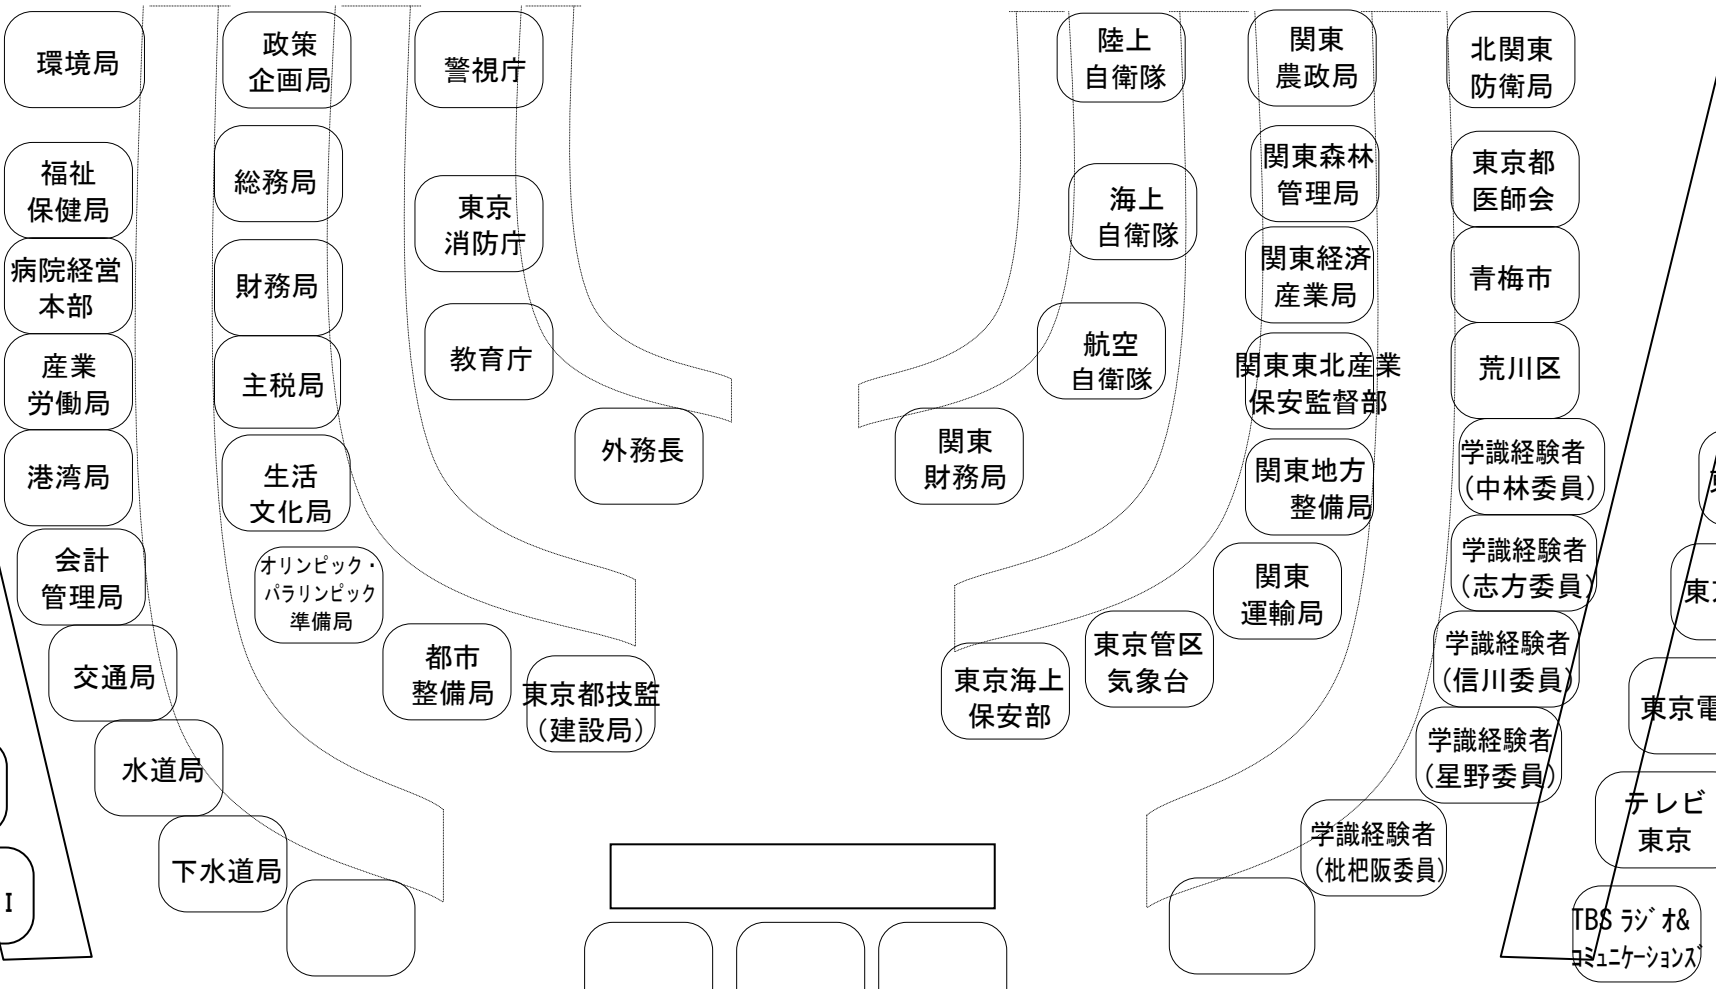 環境局
政策
企画局
警視庁
陸上
自衛隊
関東
農政局
北関東
防衛局
福祉
保健局
総務局
東京
消防庁
海上
自衛隊
関東森林
管理局
東京都
医師会
病院経営
本部
財務局
教育庁
航空
自衛隊
関東経済
産業局
青梅市
産業
労働局
主税局
外務長
関東
財務局
関東東北産業
保安監督部
荒川区
港湾局
生活
文化局
関東地方
整備局
学識経験者
(中林委員)
会計
管理局
オリンピック・
パラリンピック
準備局
関東
運輸局
学識経験者
(志方委員)
交通局
都市
整備局
東京都技監
(建設局)
東京海上
保安部
東京管区
気象台
学識経験者
(信川委員)
水道局
学識経験者
(星野委員)
東京電
下水道局
学識経験者
(枇杷阪委員)
テレビ
東京
I
TBS ラジオ&
コミュニケーションズ